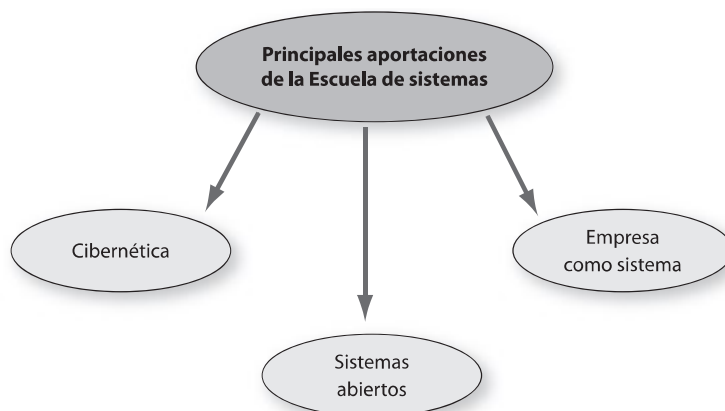 Principales aportaciones
de la Escuela de sistemas
Cibernética
Empresa
como sistema
Sistemas
abiertos